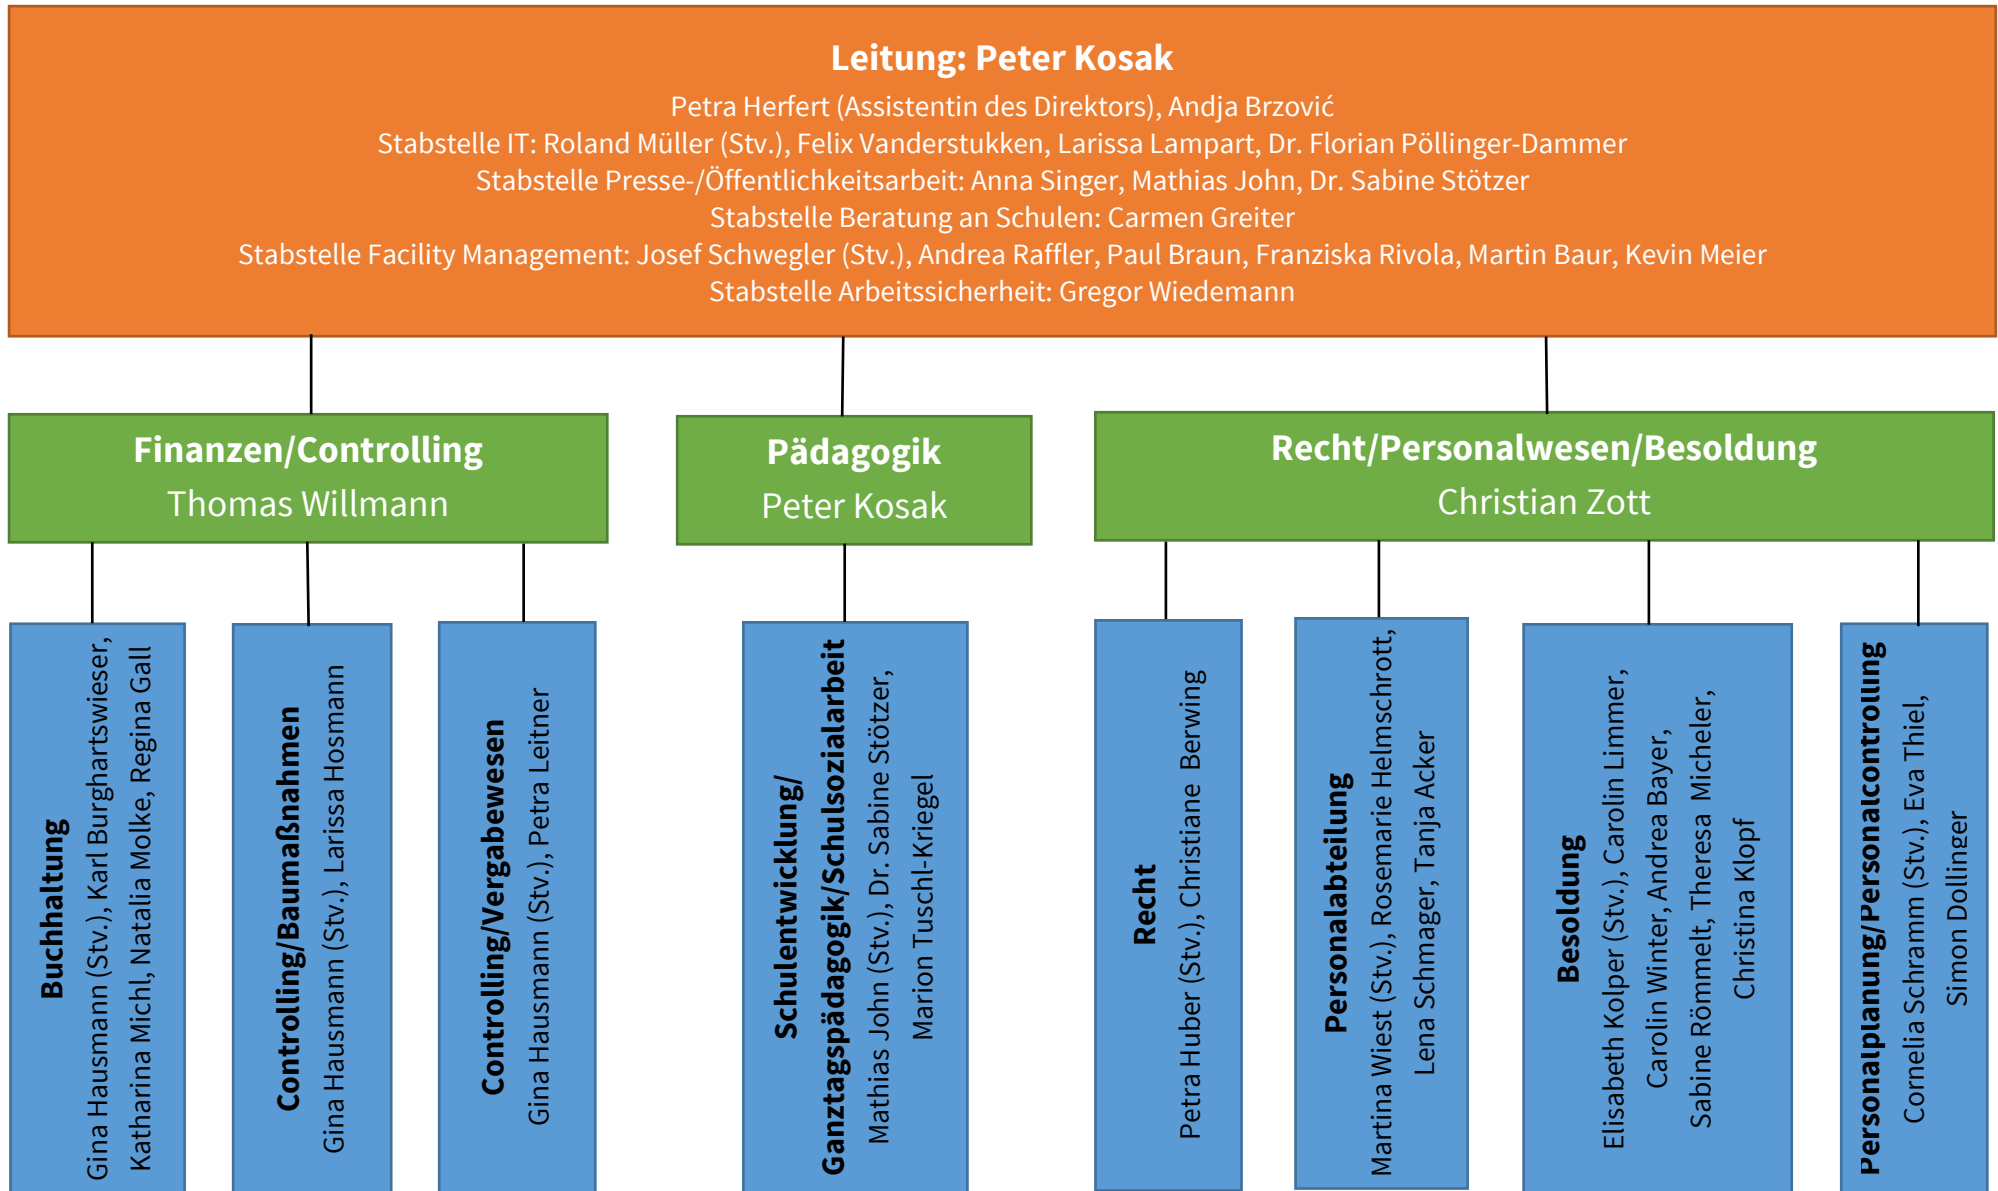 Leitung: Peter Kosak
Petra Herfert (Assistentin des Direktors), Andja Brzović
Stabstelle IT: Roland Müller (Stv.), Felix Vanderstukken, Larissa Lampart, Dr. Florian Pöllinger-Dammer
Stabstelle Presse-/Öffentlichkeitsarbeit: Anna Singer, Mathias John, Dr. Sabine Stötzer
Stabstelle Beratung an Schulen: Carmen Greiter
Stabstelle Facility Management: Josef Schwegler (Stv.), Andrea Raffler, Paul Braun, Franziska Rivola, Martin Baur, Kevin Meier
Stabstelle Arbeitssicherheit: Gregor Wiedemann
Finanzen/Controlling
Thomas Willmann
Pädagogik
Peter Kosak
Recht/Personalwesen/Besoldung
Christian Zott
Buchhaltung
Gina Hausmann (Stv.), Karl Burghartswieser,
Katharina Michl, Natalia Molke, Regina Gall
Controlling/Baumaßnahmen
Gina Hausmann (Stv.), Larissa Hosmann
Controlling/Vergabewesen
Gina Hausmann (Stv.), Petra Leitner
Schulentwicklung/
Ganztagspädagogik/Schulsozialarbeit
Mathias John (Stv.), Dr. Sabine Stötzer,
Marion Tuschl-Kriegel
Recht
Petra Huber (Stv.), Christiane Berwing
Personalabteilung
Martina Wiest (Stv.), Rosemarie Helmschrott,
Lena Schmager, Tanja Acker
Besoldung
Elisabeth Kolper (Stv.), Carolin Limmer,
Carolin Winter, Andrea Bayer,
Sabine Römmelt, Theresa Micheler,
Christina Klopf
Personalplanung/Personalcontrolling
Cornelia Schramm (Stv.), Eva Thiel,
Simon Dollinger